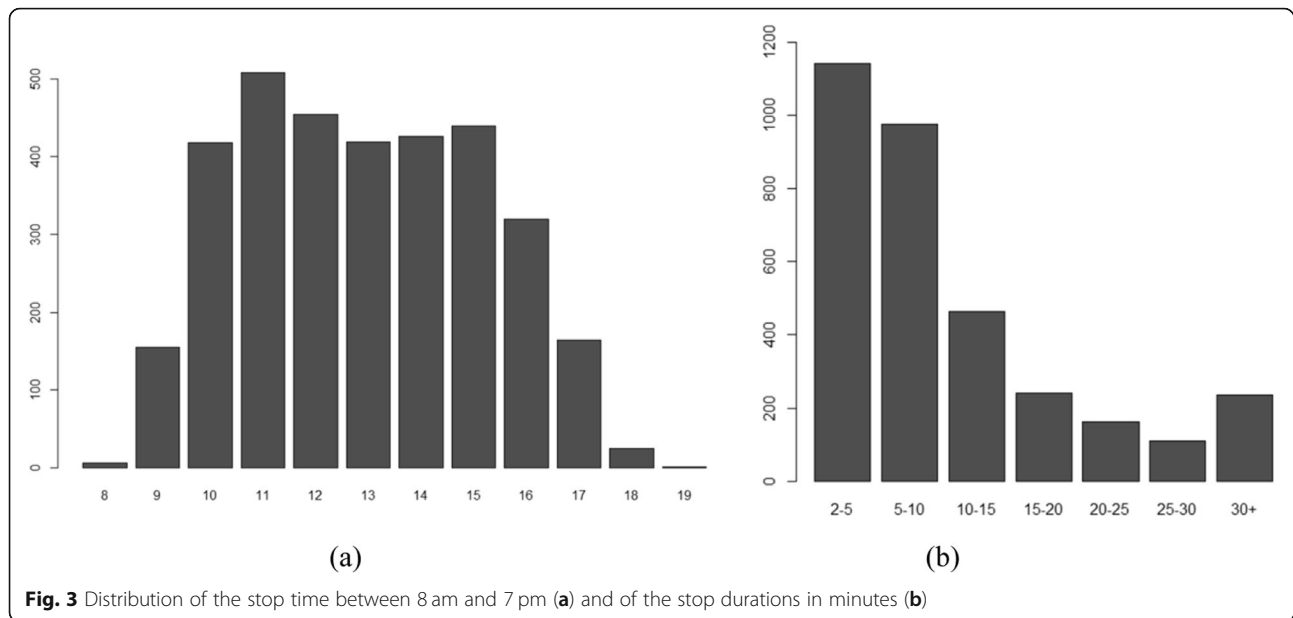 500
400
300
200
100
0
8 9 10 11 12 13 14 15 16 17 18 19
(a)
1200
1000
800
600
400
200
0
2-5 5-10 10-15 15-20 20-25 25-30 30+
(b)
Fig. 3 Distribution of the stop time between 8 am and 7 pm (a) and of the stop durations in minutes (b)